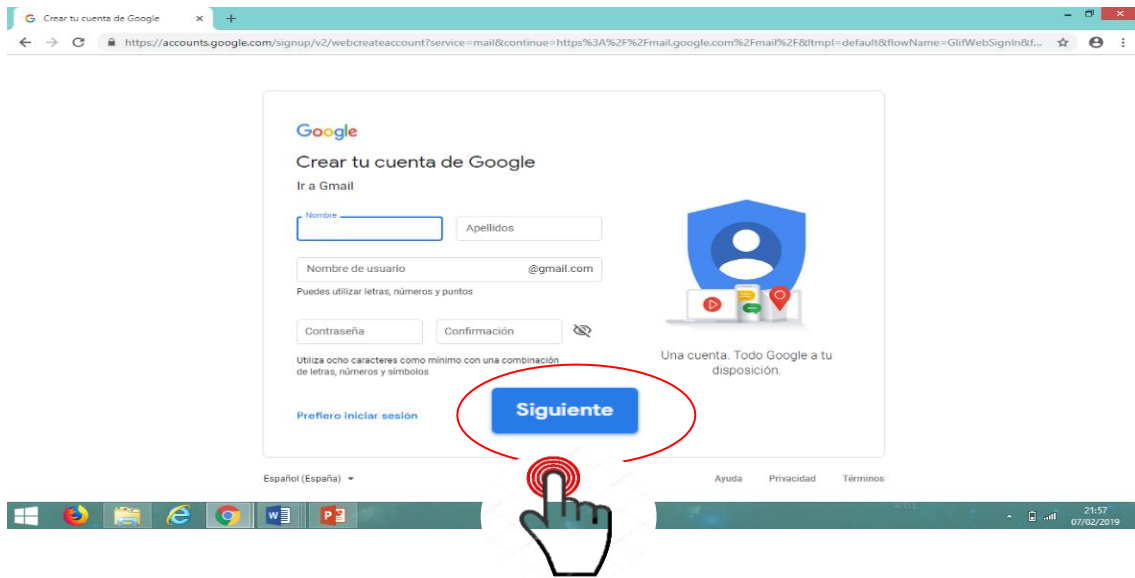 Crear tu cuenta de Google
https://accounts.google.com/signup/v2/webcreateaccount?service=mail&continue=https%3A%2F%2Fmail.google.com%2Fmail%2F&ltmpl=default&flowName=GlifWebSignIn&f...
Google
Crear tu cuenta de Google
Ir a Gmail
Nombre
Apellidos
Nombre de usuario @gmail.com
Puedes utilizar letras, números y puntos
Contraseña Confirmación
Utiliza ocho caracteres como mínimo con una combinación
de letras, números y símbolos
Una cuenta. Todo Google a tu
disposición.
Prefiero iniciar sesión
Siguiente
Español (España)
Ayuda Privacidad Términos
21:57
07/02/2019